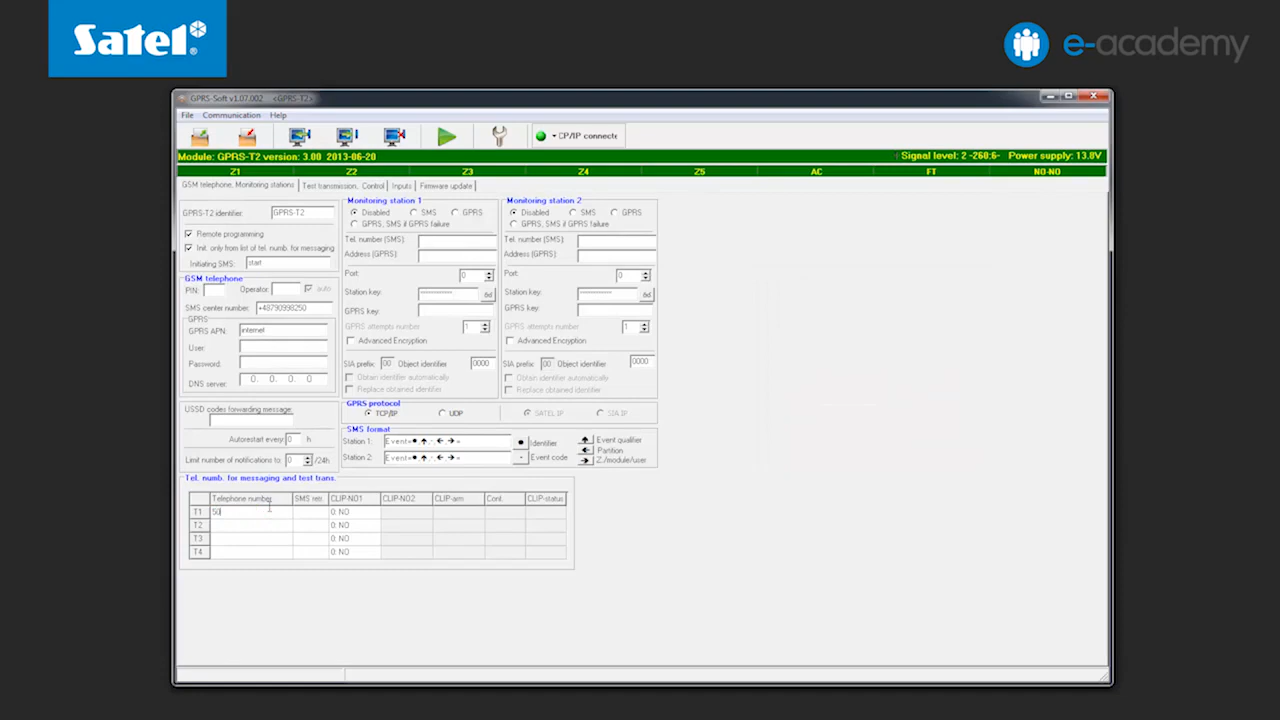 Satel®
e-academy
GPRS-Soft v1.07.002 <GPRS-T2>
File Communication Help
CP/IP connecte
Module: GPRS-T2 version: 3.00 2013-06-20 Signal level: 2 -260:6- Power supply: 13.8V
Z1 Z2 Z3 Z4 Z5 AC FT NO-NO
GSM telephone, Monitoring stations Test transmission, Control Inputs Firmware update
GPRS-T2 identifier: GPRS-T2
Remote programming
Init. only from list of tel. numb. for messaging
Initiating SMS: start
GSM telephone
PIN: Operator: auto
SMS center number: +48790998250
GPRS
GPRS APN: internet
User:
Password:
DNS server: 0. 0. 0. 0
USSD codes forwarding message:
Autorestart every: 0 h
Limit number of notifications to 0 /24h
Monitoring station 1
Disabled SMS GPRS
GPRS, SMS if GPRS failure
Tel. number (SMS):
Address (GPRS):
Port: 0
Station key:
GPRS key:
GPRS attempts number 1
Advanced Encryption
SIA prefix: 00 Object identifier 0000
Obtain identifier automatically
Replace obtained identifier
Monitoring station 2
Disabled SMS GPRS
GPRS, SMS if GPRS failure
Tel. number (SMS):
Address (GPRS):
Port: 0
Station key:
GPRS key:
GPRS attempts number 1
Advanced Encryption
SIA prefix: 00 Object identifier 0000
Obtain identifier automatically
Replace obtained identifier
GPRS protocol
TCP/IP UDP SATEL IP SIA IP
SMS format
Station 1: Event=
Station 2: Event=
Identifier
Event code
Event qualifier
Partition
Z./module/user
Tel. numb. for messaging and test trans.
Telephone number SMS retr. CLIP-NO1 CLIP-NO2 CLIP-arm Conf. CLIP-status
T1 50 0: NO
T2 0: NO
T3 0: NO
T4 0: NO